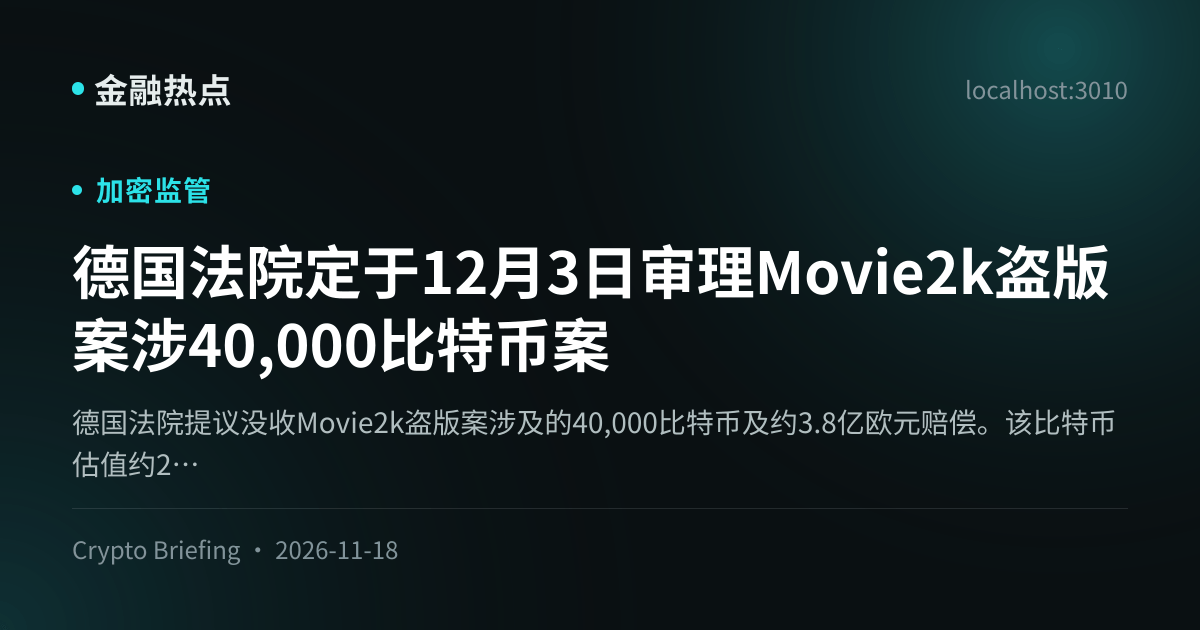 金融热点
localhost:3010
加密监管
德国法院定于12月3日审理Movie2k盗版
案涉40,000比特币案
德国法院提议没收Movie2k盗版案涉及的40,000比特币及约3.8亿欧元赔偿。该比特币
估值约2…
Crypto Briefing · 2026-11-18